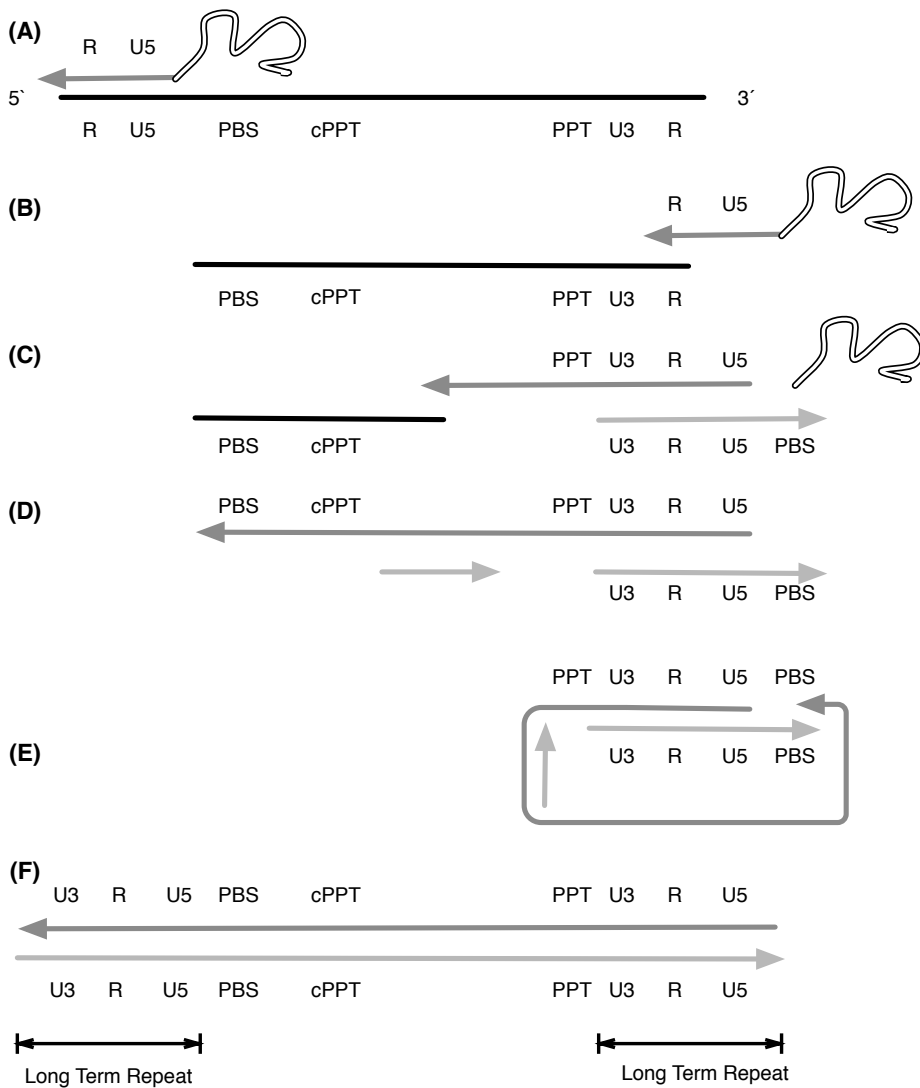 (A)
R U5
5` 3´
R U5 PBS cPPT PPT U3 R
(B)
R U5
PBS cPPT PPT U3 R
(C)
PPT U3 R U5
PBS cPPT U3 R U5 PBS
(D)
PBS cPPT PPT U3 R U5
U3 R U5 PBS
PPT U3 R U5 PBS
(E)
U3 R U5 PBS
(F)
U3 R U5 PBS cPPT PPT U3 R U5
U3 R U5 PBS cPPT PPT U3 R U5
Long Term Repeat Long Term Repeat